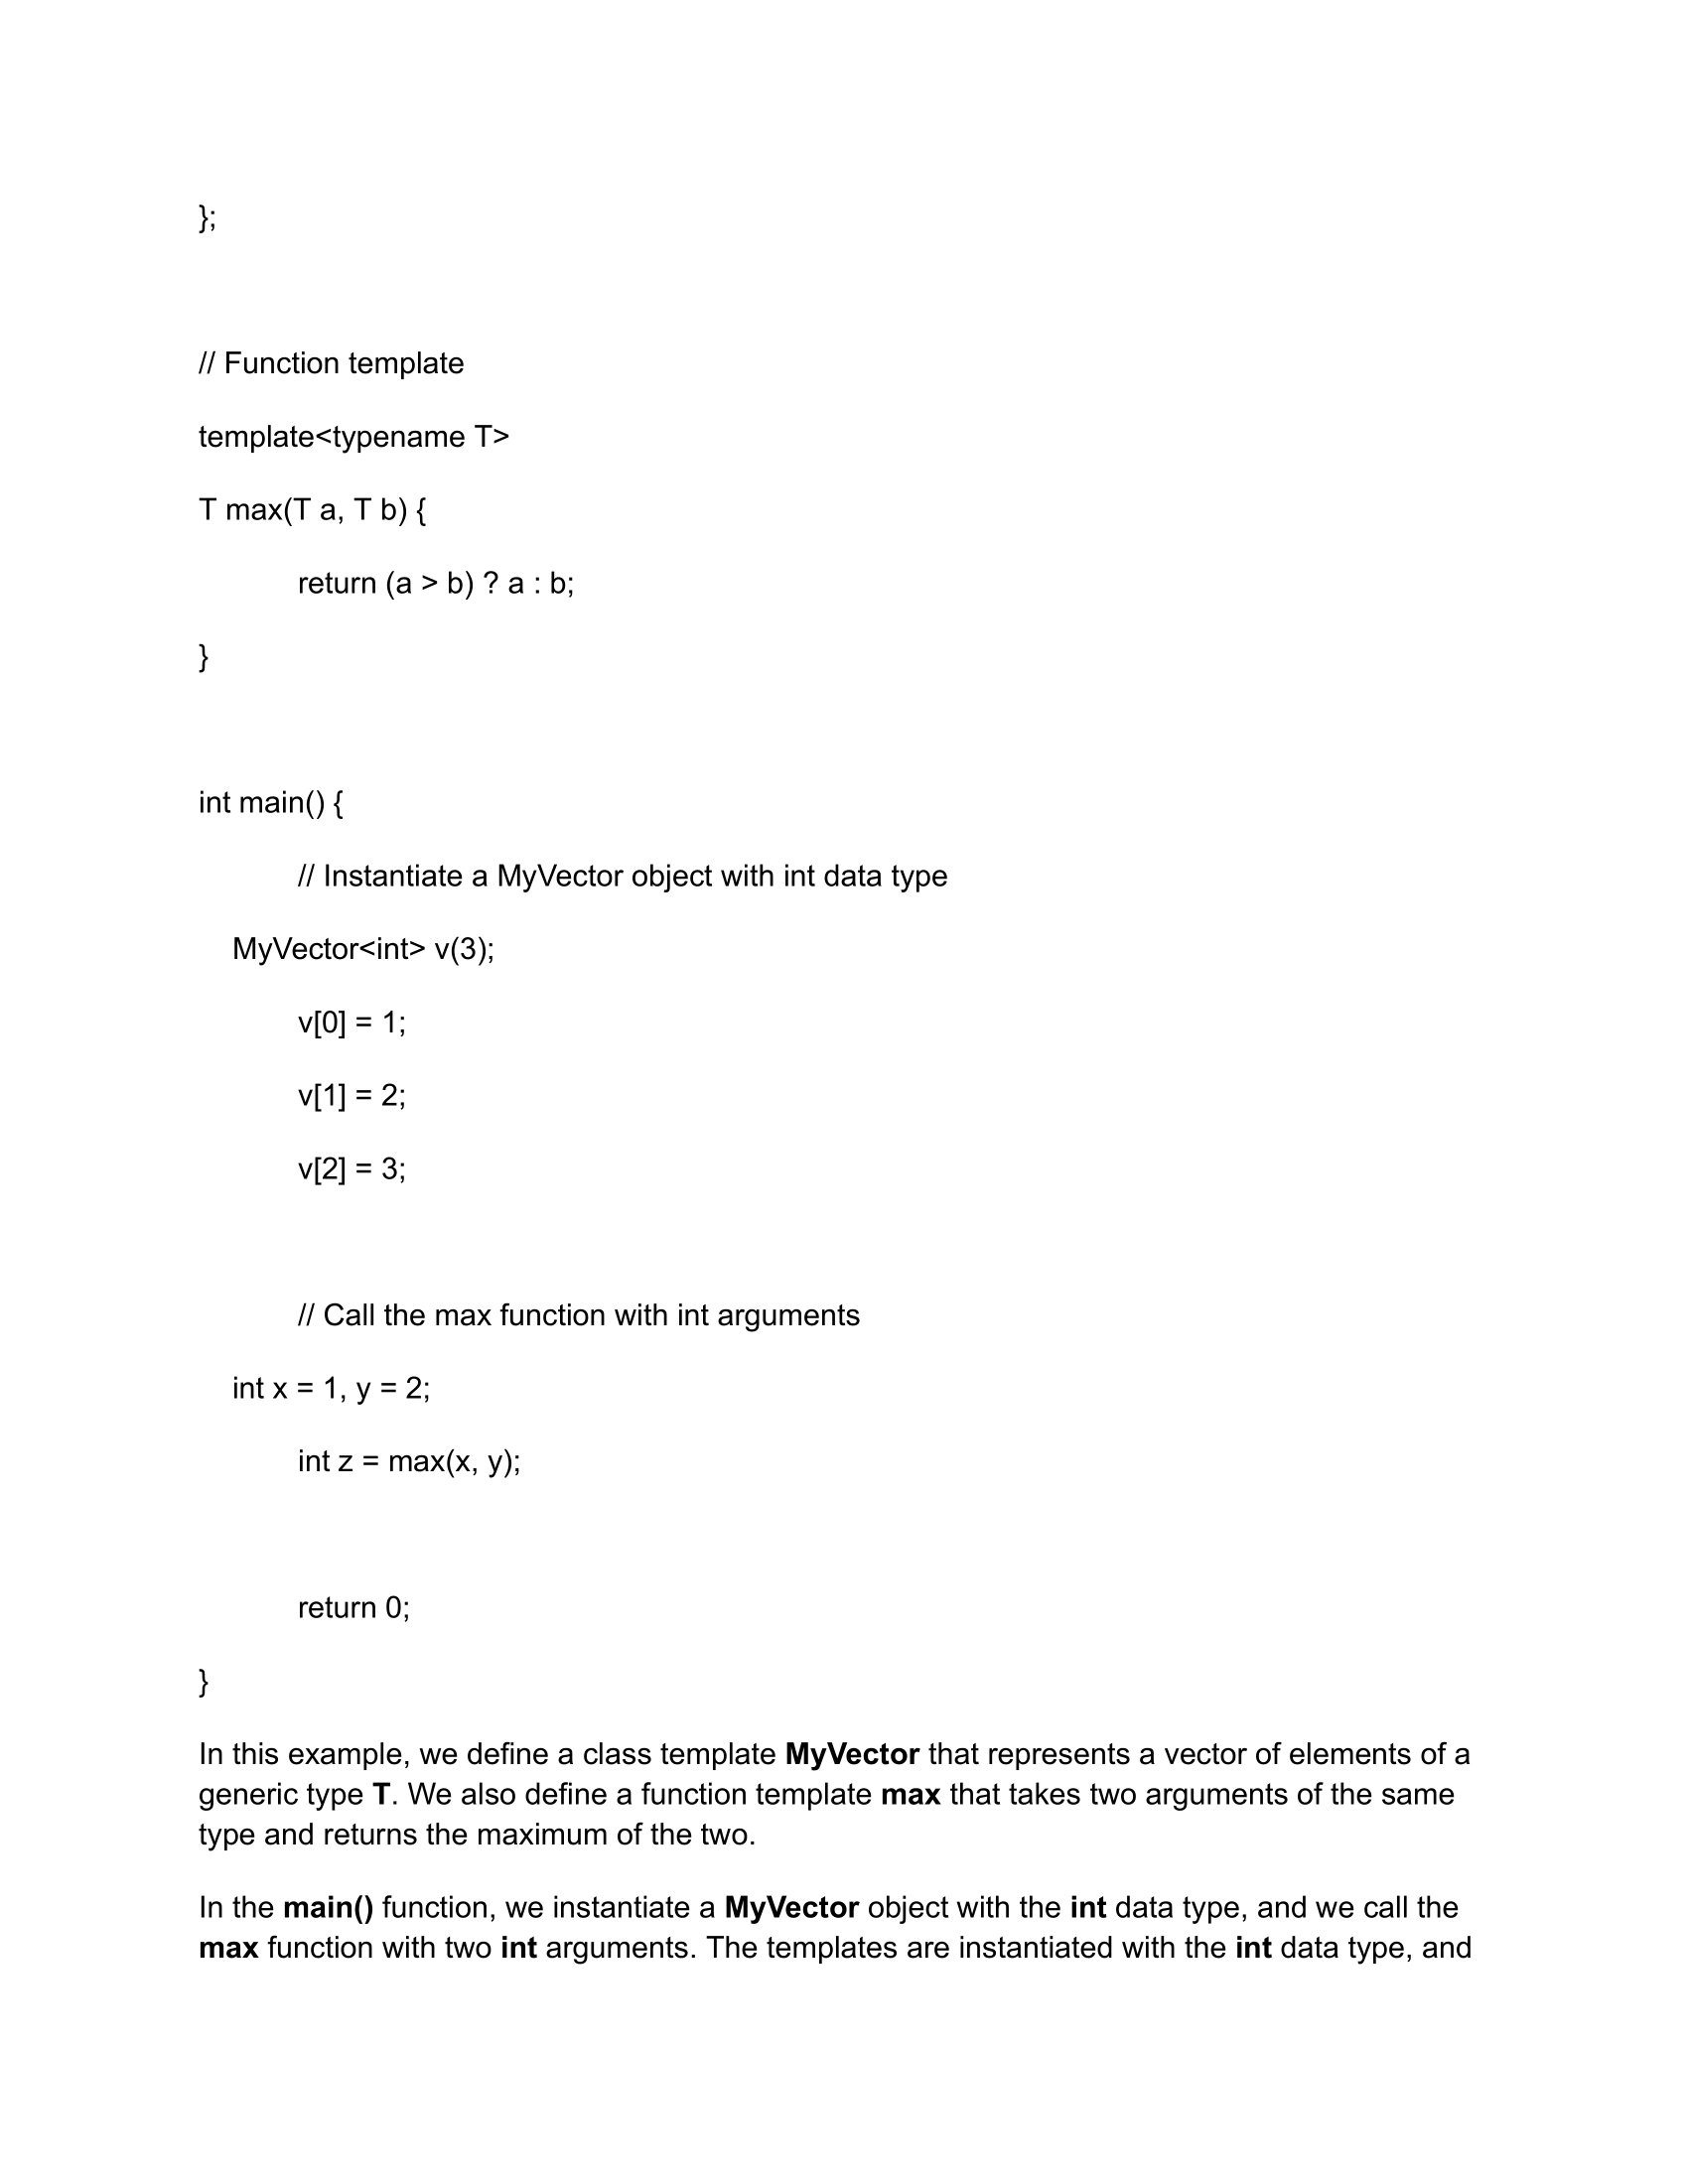 };
// Function template
template<typename T>
T max(T a, T b) {
return (a > b) ? a : b;
}
int main() {
// Instantiate a MyVector object with int data type
MyVector<int> v(3);
v[0] = 1;
v[1] = 2;
v[2] = 3;
// Call the max function with int arguments
int x = 1, y = 2;
int z = max(x, y);
return 0;
}
In this example, we define a class template MyVector that represents a vector of elements of a
generic type T. We also define a function template max that takes two arguments of the same
type and returns the maximum of the two.
In the main() function, we instantiate a MyVector object with the int data type, and we call the
max function with two int arguments. The templates are instantiated with the int data type, and